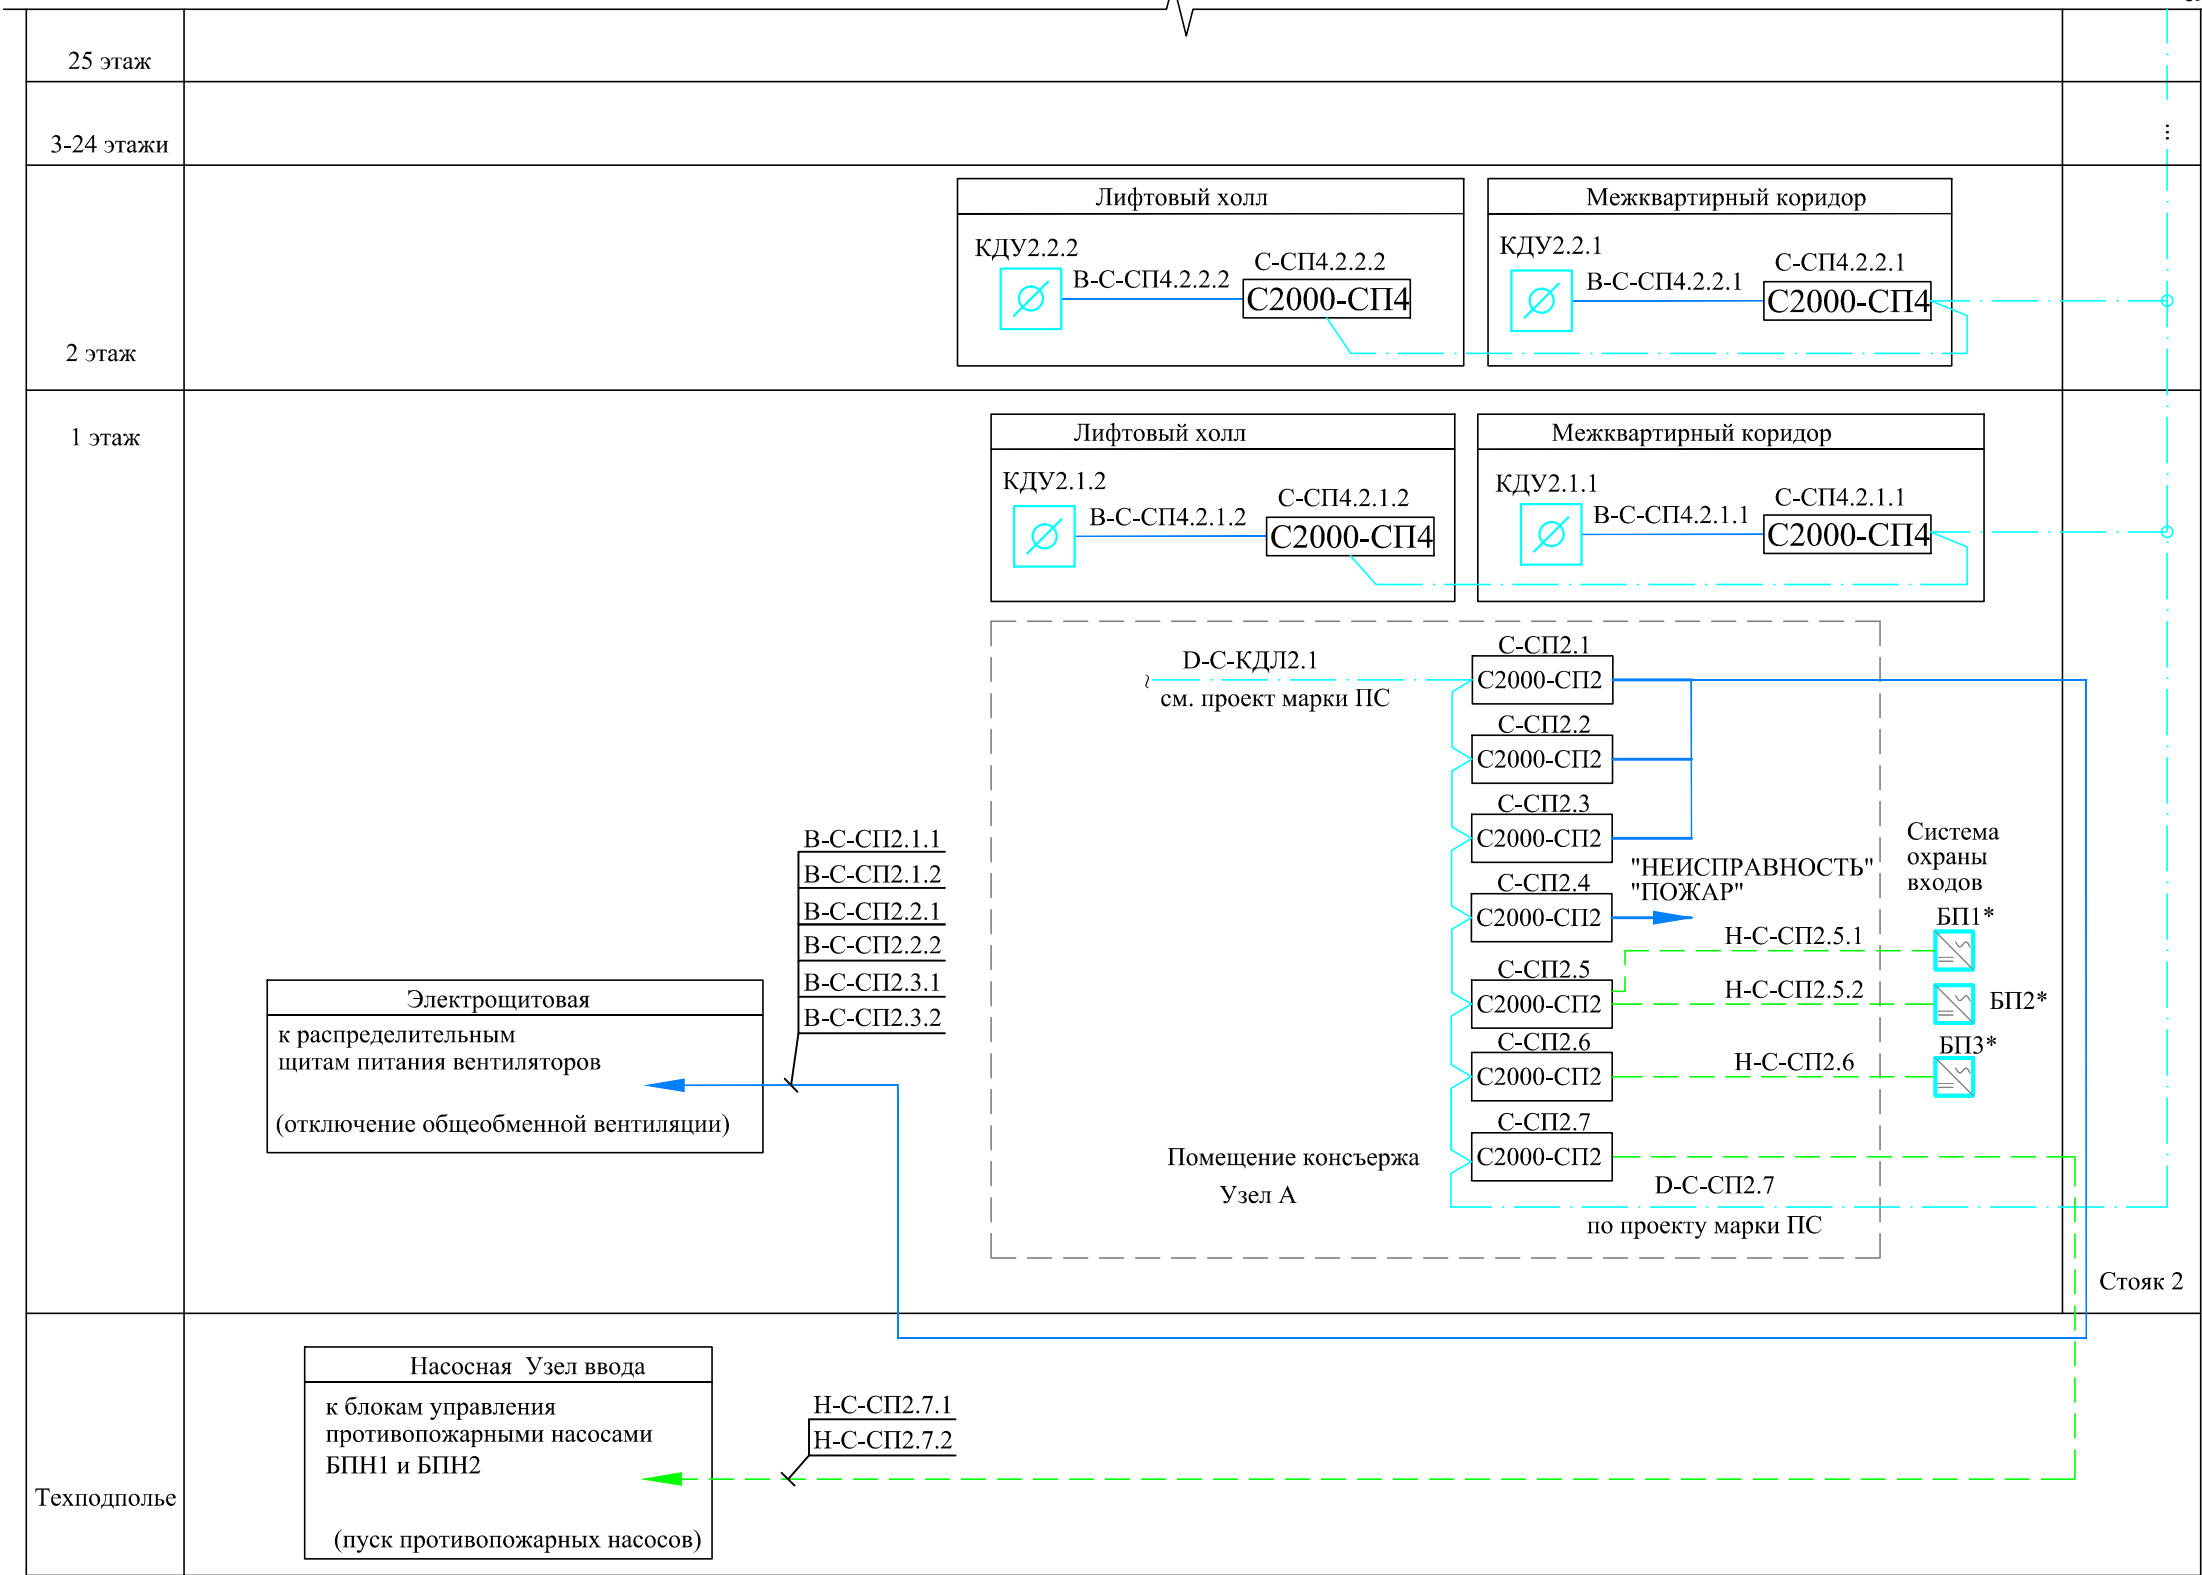 25 этаж
3-24 этажи
...
Лифтовый холл
Межквартирный коридор
КДУ2.2.2
В-С-СП4.2.2.2
С-СП4.2.2.2
С2000-СП4
КДУ2.2.1
В-С-СП4.2.2.1
С-СП4.2.2.1
С2000-СП4
2 этаж
1 этаж
Лифтовый холл
Межквартирный коридор
КДУ2.1.2
В-С-СП4.2.1.2
С-СП4.2.1.2
С2000-СП4
КДУ2.1.1
В-С-СП4.2.1.1
С-СП4.2.1.1
С2000-СП4
D-С-КДЛ2.1
см. проект марки ПС
С-СП2.1
С2000-СП2
С-СП2.2
С2000-СП2
С-СП2.3
С2000-СП2
С-СП2.4
С2000-СП2
"НЕИСПРАВНОСТЬ"
"ПОЖАР"
С-СП2.5
С2000-СП2
Н-С-СП2.5.1
Н-С-СП2.5.2
С-СП2.6
С2000-СП2
Н-С-СП2.6
С-СП2.7
С2000-СП2
D-С-СП2.7
по проекту марки ПС
Помещение консьержа
Узел А
Система
охраны
входов
БП1*
БП2*
БП3*
В-С-СП2.1.1
В-С-СП2.1.2
В-С-СП2.2.1
В-С-СП2.2.2
В-С-СП2.3.1
В-С-СП2.3.2
Электрощитовая
к распределительным
щитам питания вентиляторов
(отключение общеобменной вентиляции)
Стояк 2
Насосная Узел ввода
к блокам управления
противопожарными насосами
БПН1 и БПН2
(пуск противопожарных насосов)
Н-С-СП2.7.1
Н-С-СП2.7.2
Техподполье